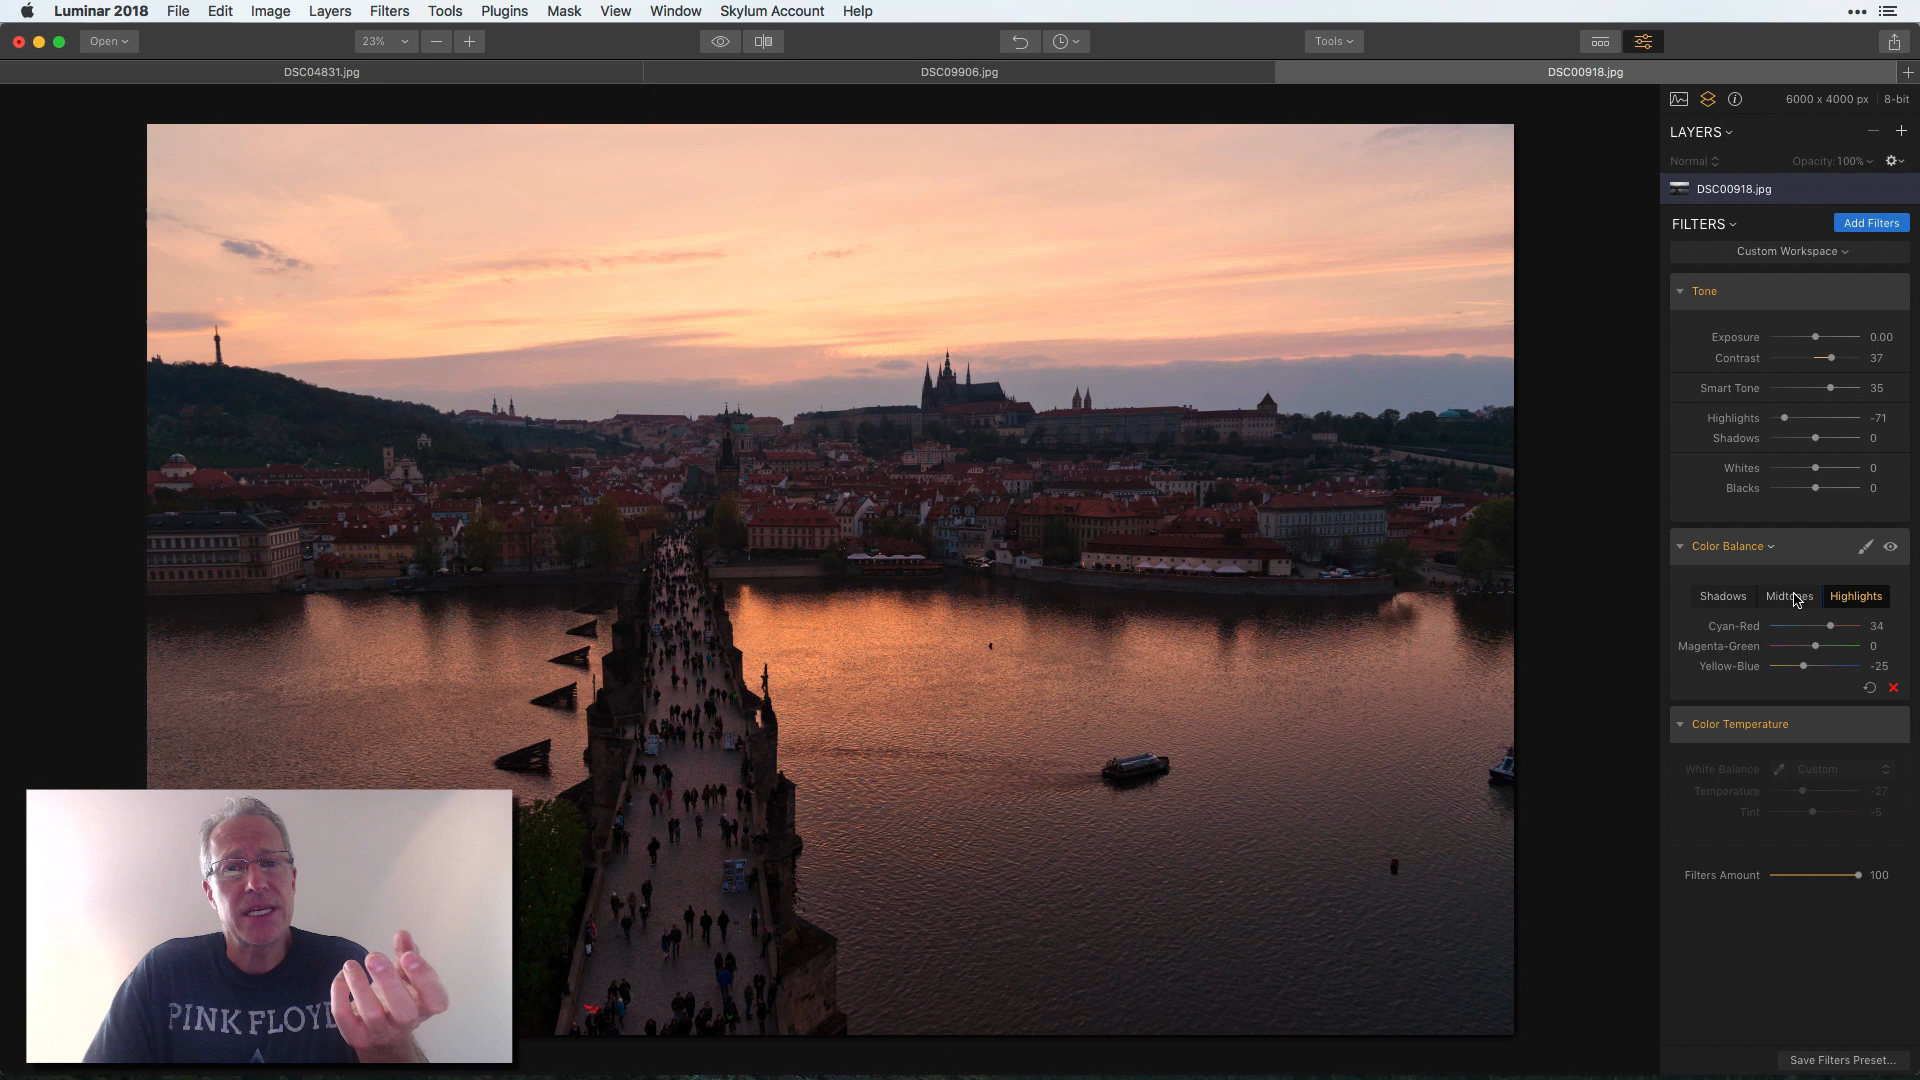 Luminar 2018 File Edit Image Layers Filters Tools Plugins Mask View Window Skylum Account Help
Open 23% Tools
DSC04831.jpg DSC09906.jpg DSC00918.jpg
6000 x 4000 px 8-bit
LAYERS
Normal Opacity: 100%
DSC00918.jpg
FILTERS Add Filters
Custom Workspace
Tone
Exposure 0.00
Contrast 37
Smart Tone 35
Highlights -71
Shadows 0
Whites 0
Blacks 0
Color Balance
Shadows Midtones Highlights
Cyan-Red 34
Magenta-Green 0
Yellow-Blue -25
Color Temperature
White Balance Custom
Temperature -27
Tint -5
Filters Amount 100
PINK FLOYD
Save Filters Preset...